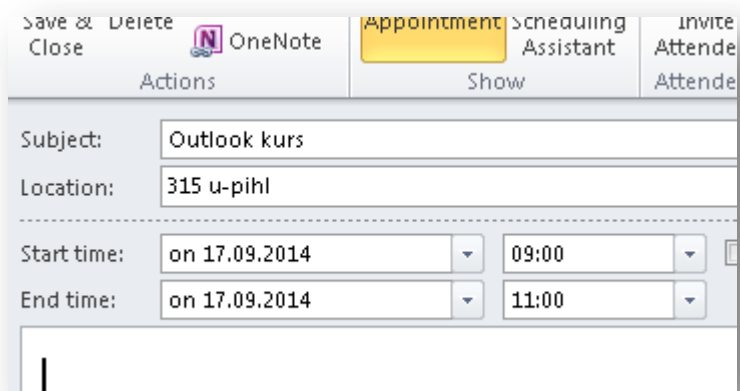 Save & Delete OneNote Appointment Scheduling Invite
Close Assistant Attende
Actions Show Attende
Subject: Outlook kurs
Location: 315 u-pihl
Start time: on 17.09.2014 09:00
End time: on 17.09.2014 11:00